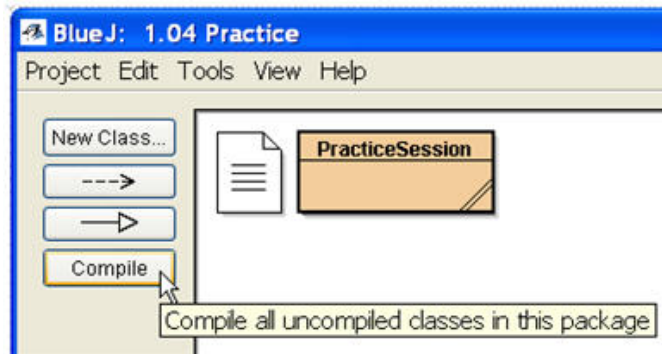 BlueJ: 1.04 Practice
Project Edit Tools View Help
New Class...
PracticeSession
Compile
Compile all uncompiled classes in this package